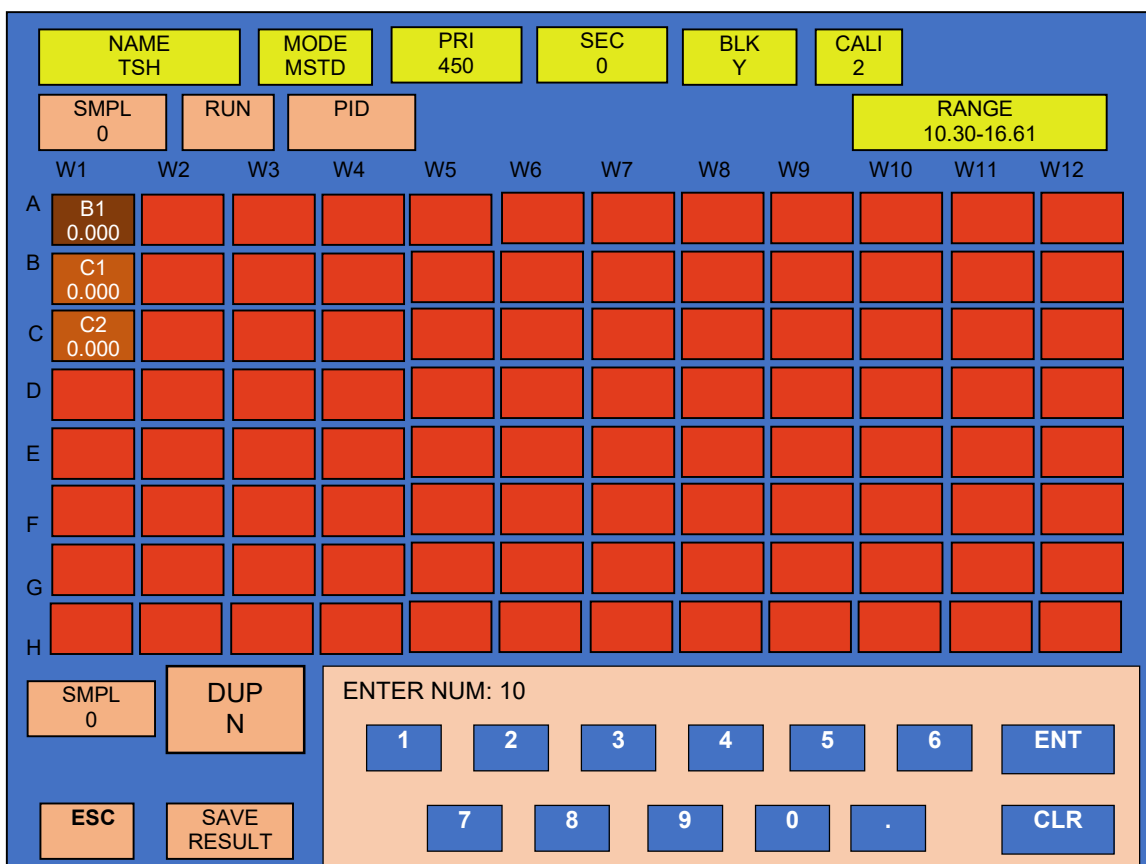 NAME
TSH
MODE
MSTD
PRI
450
SEC
0
BLK
Y
CALI
2
SMPL
0
RUN
PID
RANGE
10.30-16.61
W1 W2 W3 W4 W5 W6 W7 W8 W9 W10 W11 W12
A
B1
0.000
B
C1
0.000
C
C2
0.000
D
E
F
G
H
SMPL
0
DUP
N
ENTER NUM: 10
1 2 3 4 5 6 ENT
ESC
SAVE
RESULT
7 8 9 0 . CLR